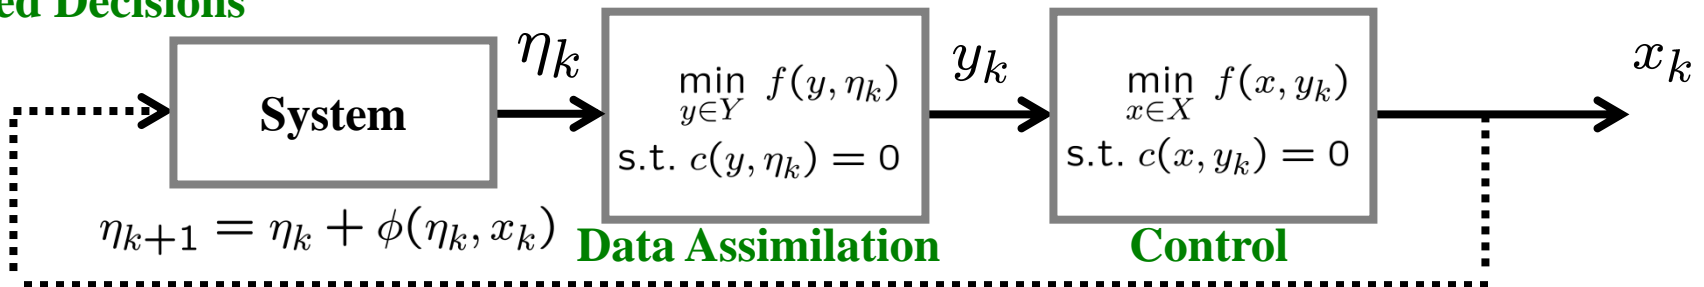 Decisions
System
η_k
min f(y, η_k)
y∈Y
s.t. c(y, η_k) = 0
y_k
min f(x, y_k)
x∈X
s.t. c(x, y_k) = 0
x_k
η_{k+1} = η_k + ϕ(η_k, x_k)
Data Assimilation
Control